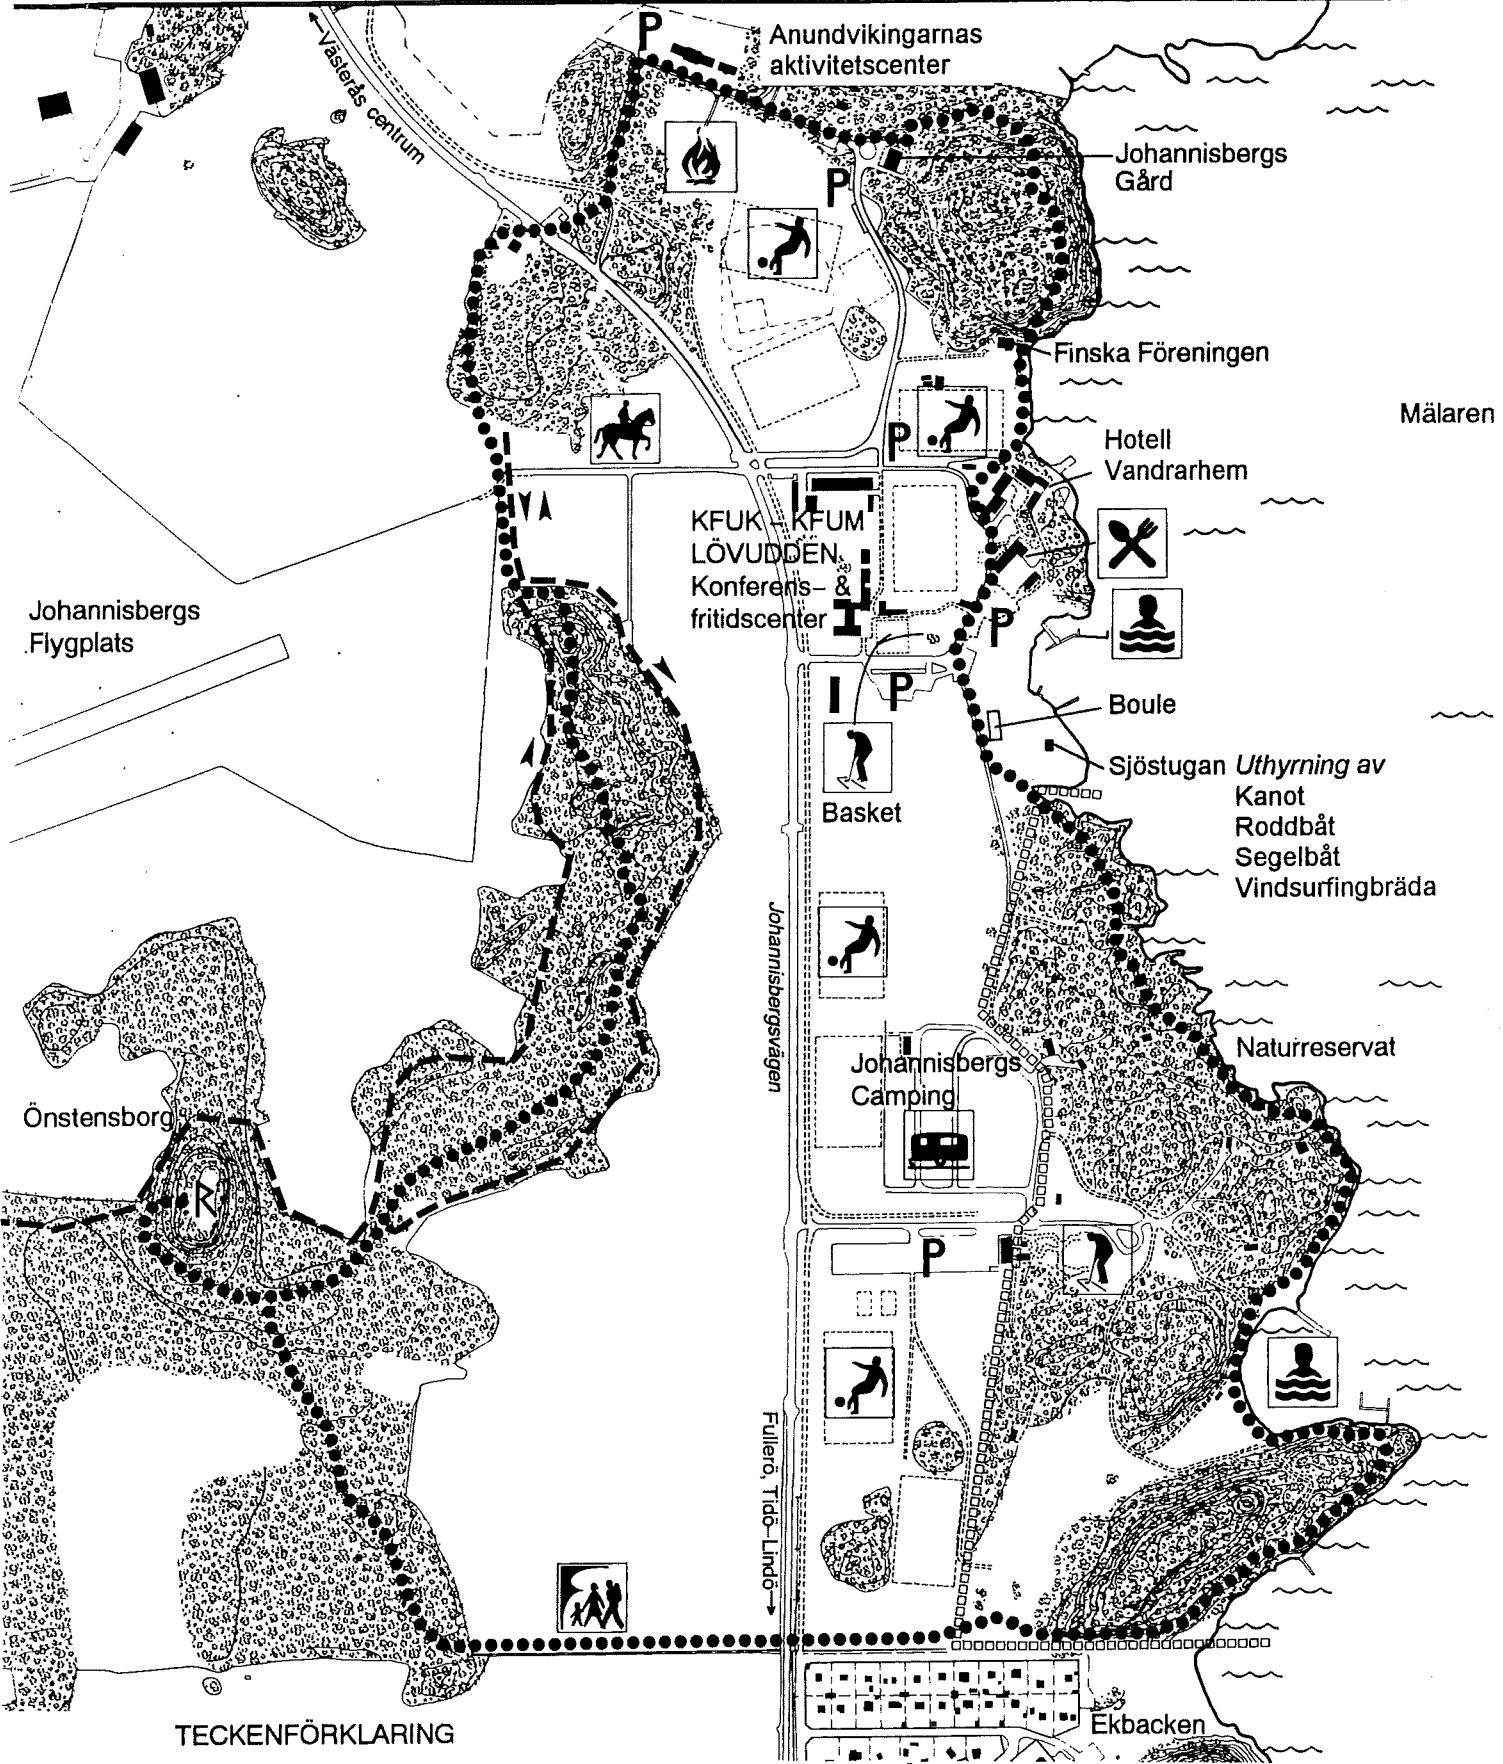 P
Anundvikingarnas
aktivitetscenter
←Västerås centrum
Johannisbergs
Gård
P
Finska Föreningen
Mälaren
P
Hotell
Vandrarhem
KFUK - KFUM
LÖVUDDEN
Konferens- &
fritidscenter
Johannisbergs
Flygplats
P
P
Boule
Sjöstugan Uthyrning av
Kanot
Roddbåt
Segelbåt
Vindsurfingbräda
Basket
Johannisbergsvägen
Johannisbergs
Camping
Naturreservat
Önstensborg
R
P
Fullerö, Tidö-Lindö→
Ekbacken
TECKENFÖRKLARING